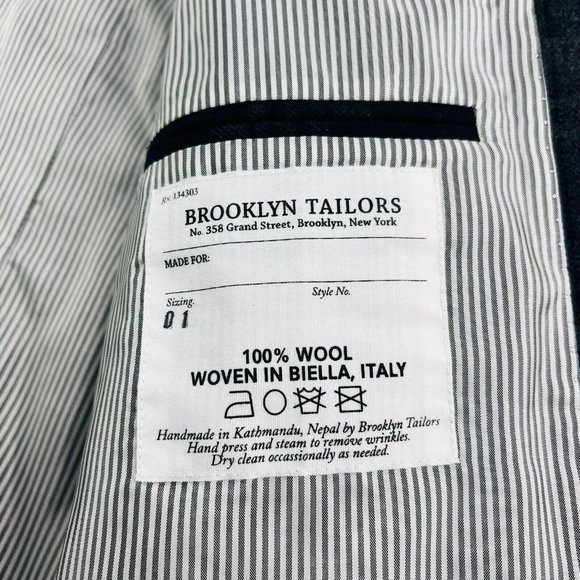 RN. 134303
BROOKLYN TAILORS
No. 358 Grand Street, Brooklyn, New York
MADE FOR:
Sizing. Style No.
01
100% WOOL
WOVEN IN BIELLA, ITALY
Handmade in Kathmandu, Nepal by Brooklyn Tailors
Hand press and steam to remove wrinkles.
Dry clean occassionally as needed.